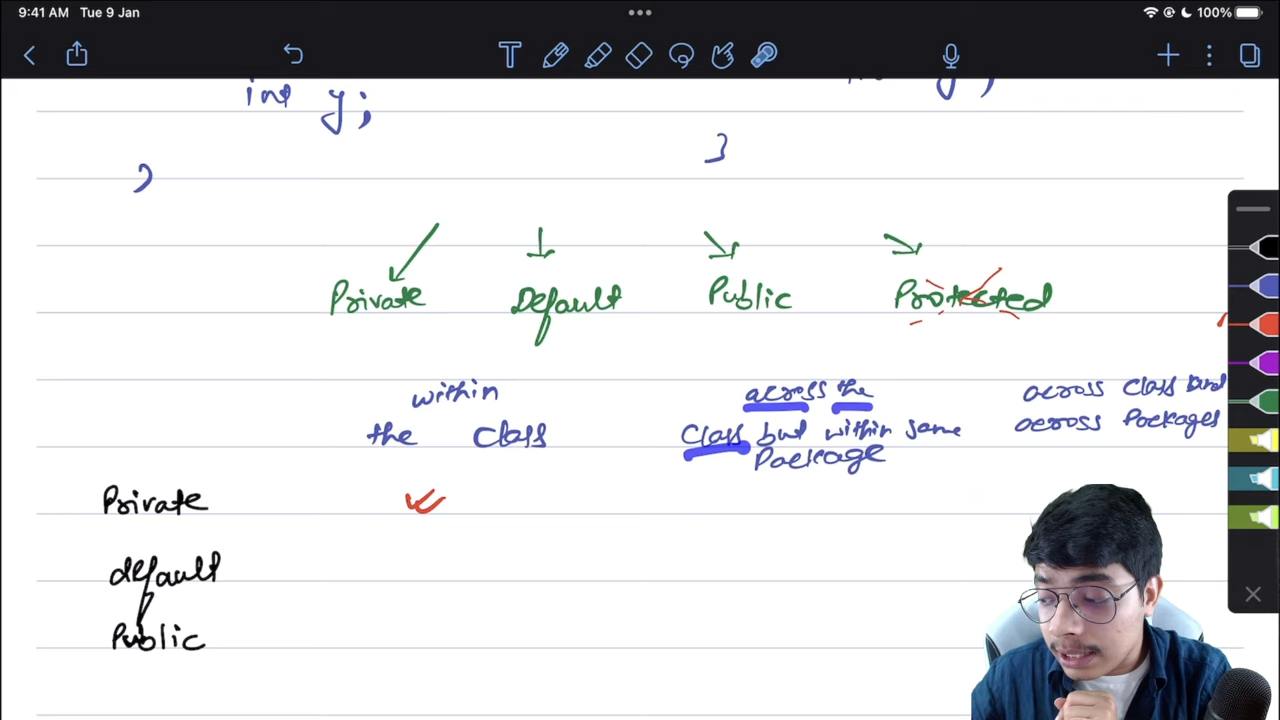 9:41 AM Tue 9 Jan
100%
T
int y;
}
}
Private Default Public Protected
within
the class
across the
class but within same
Package
across class but
across Packages
Private
default
Public